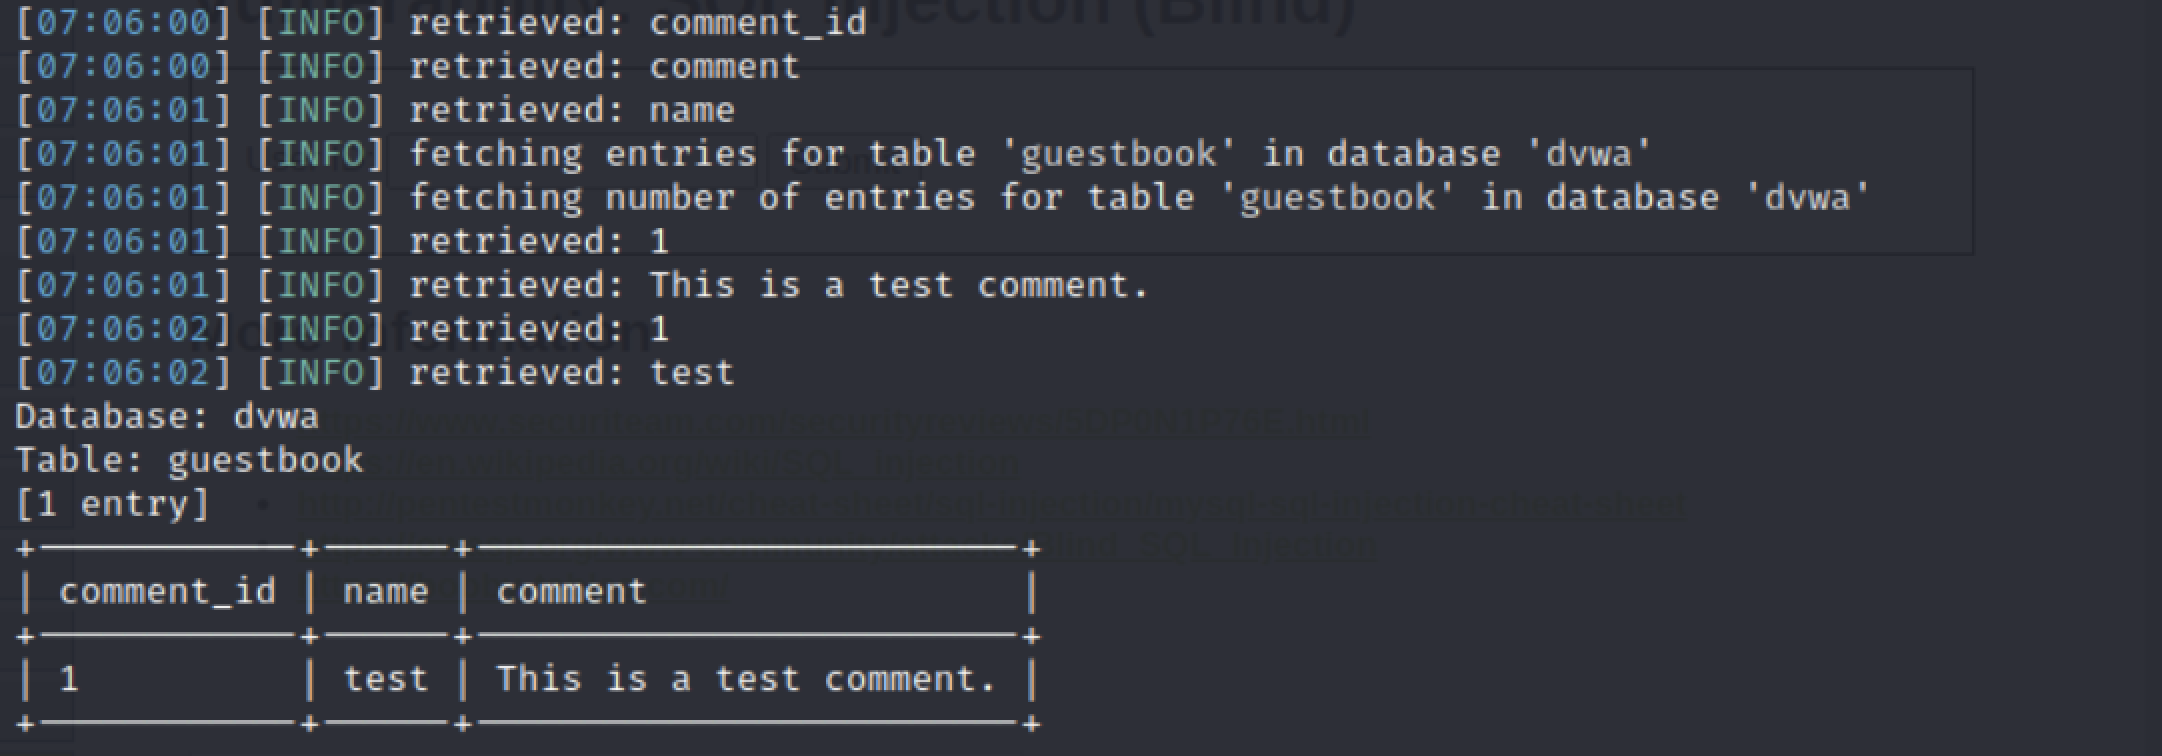 [07:06:00] [INFO] retrieved: comment_id
[07:06:00] [INFO] retrieved: comment
[07:06:01] [INFO] retrieved: name
[07:06:01] [INFO] fetching entries for table 'guestbook' in database 'dvwa'
[07:06:01] [INFO] fetching number of entries for table 'guestbook' in database 'dvwa'
[07:06:01] [INFO] retrieved: 1
[07:06:01] [INFO] retrieved: This is a test comment.
[07:06:02] [INFO] retrieved: 1
[07:06:02] [INFO] retrieved: test
Database: dvwa
Table: guestbook
[1 entry]
| comment_id | name | comment |
| 1 | test | This is a test comment. |